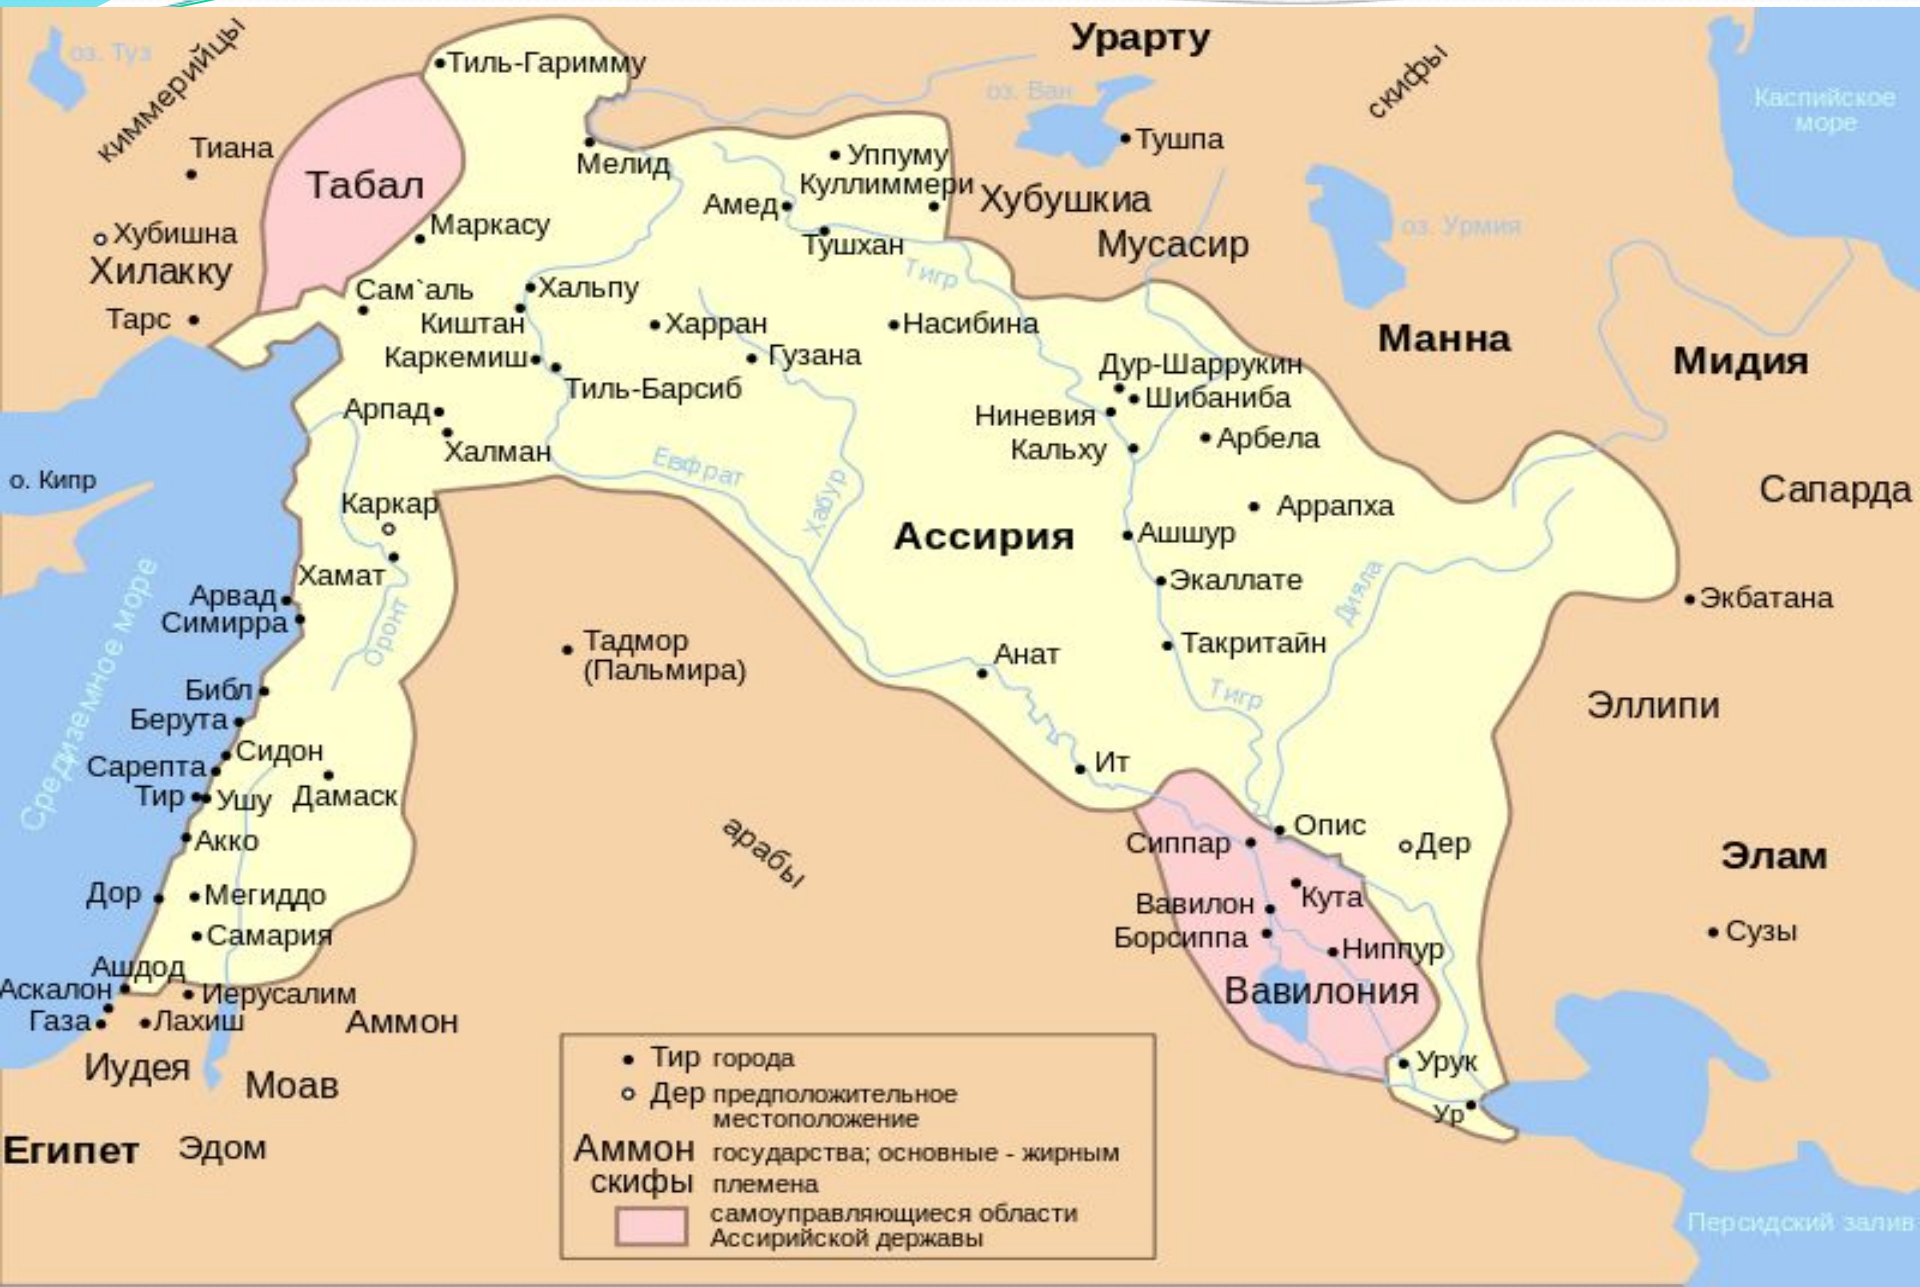 оз. Туз
киммерийцы
Тиль-Гаримму
Урарту
скифы
оз. Ван
Каспийское
море
Тиана
Табал
Мелид
Уппуму
Куллиммери
Тушпа
Амед
Хубушкиа
Маркасу
Хубишна
Хилакку
Тушхан
Тигр
Мусасир
оз. Урмия
Сам`аль
Хальпу
Тарс
Киштан
Харран
Насибина
Манна
Мидия
Каркемиш
Гузана
Дур-Шаррукин
Тиль-Барсиб
Шибаниба
Арпад
Ниневия
Халман
Кальху
Арбела
Евфрат
о. Кипр
Каркар
Хабур
Аррапха
Сапарда
Ассирия
Ашшур
Хамат
Экаллате
Дияла
Арвад
Симирра
Экбатана
Оронт
Средиземное море
Тадмор
(Пальмира)
Анат
Такритайн
Тигр
Библ
Берута
Эллипи
Сидон
Сарепта
Ит
Тир
Ушу
Дамаск
Акко
арабы
Сиппар
Опис
Дер
Элам
Дор
Мегиддо
Вавилон
Кута
Самария
Борсиппа
Ниппур
Сузы
Ашдод
Аскалон
Иерусалим
Вавилония
Газа
Лахиш
Аммон
Иудея
Моав
Урук
Ур
Египет
Эдом
Тир города
Дер предположительное
местоположение
Аммон государства; основные - жирным
скифы племена
самоуправляющиеся области
Ассирийской державы
Персидский залив